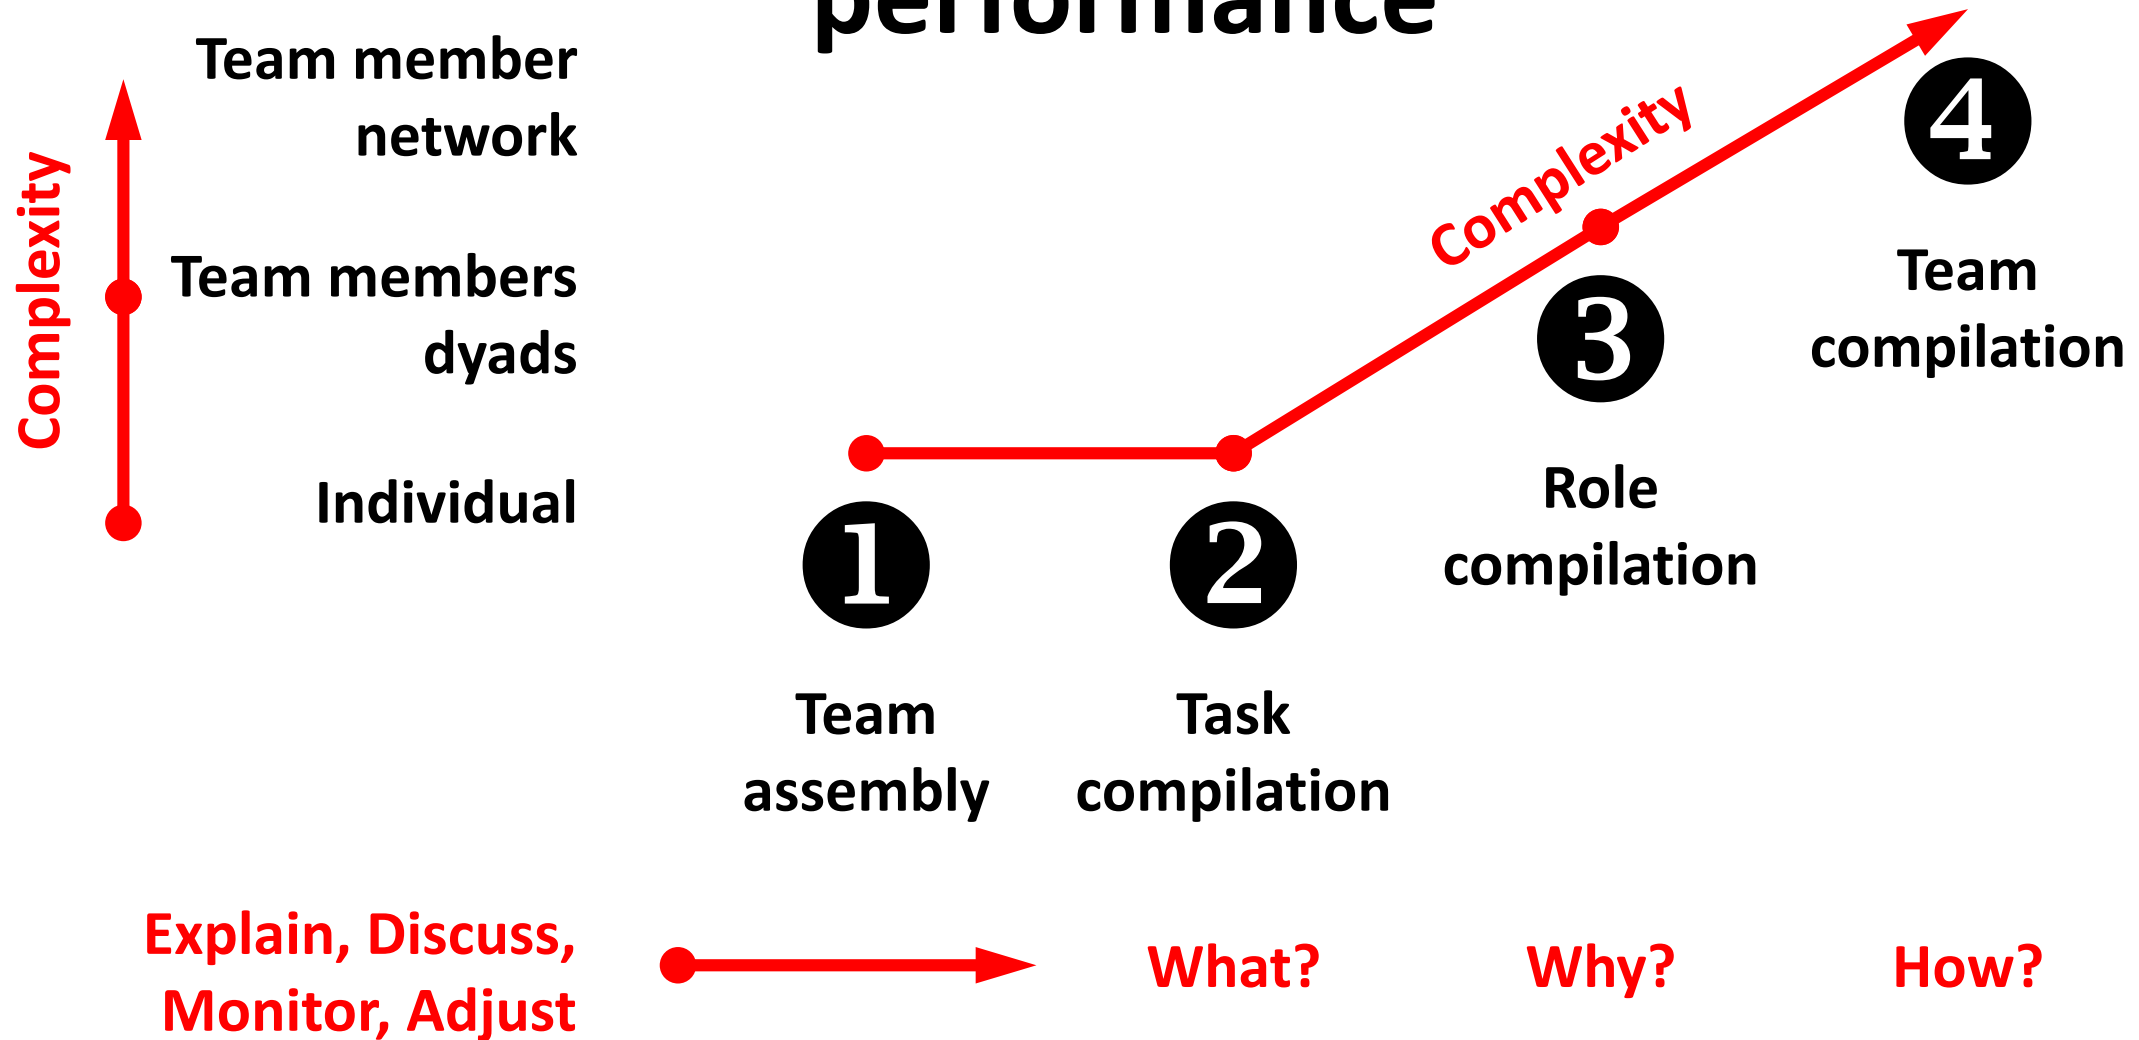 performance
Team member
network
Complexity
Team members
dyads
Individual
Complexity
1
Team
assembly
2
Task
compilation
3
Role
compilation
4
Team
compilation
Explain, Discuss,
Monitor, Adjust
What?
Why?
How?